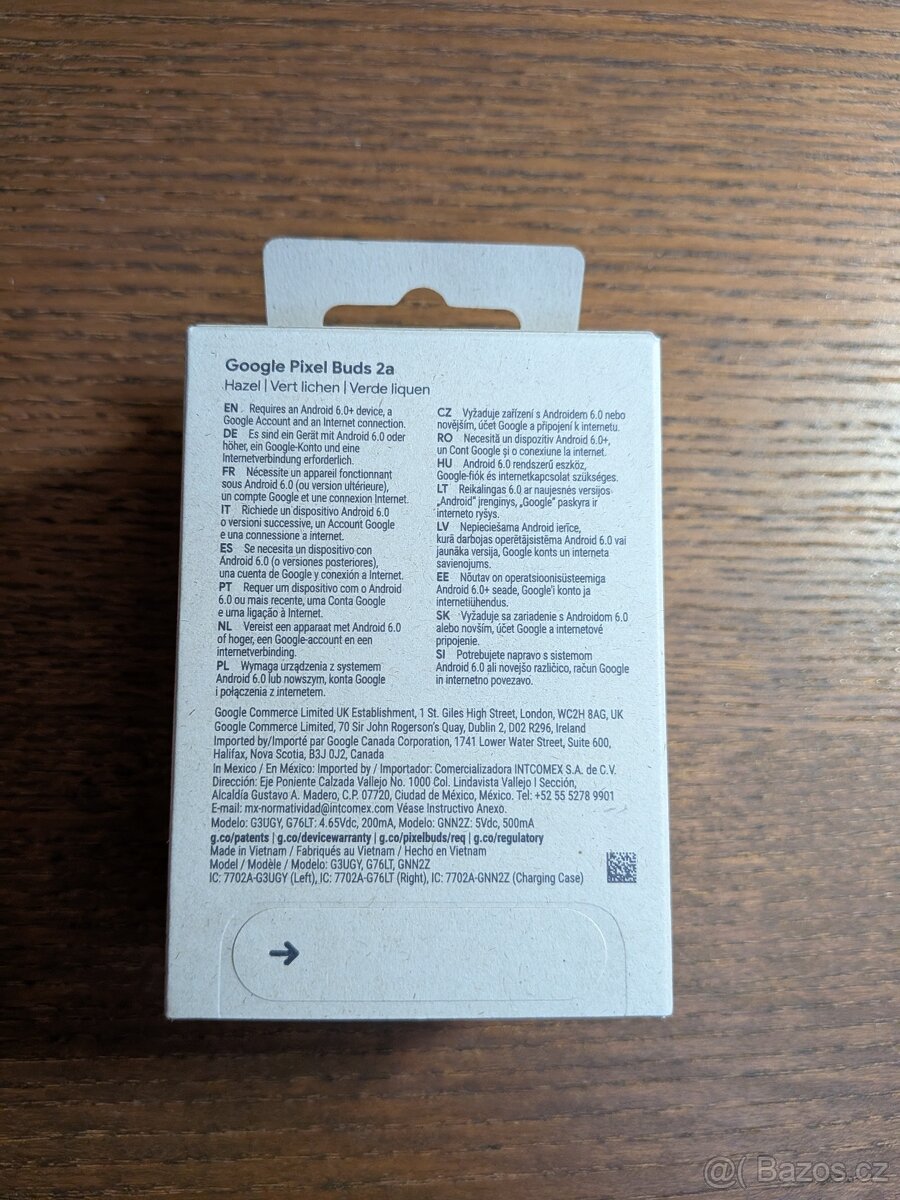 Google Pixel Buds 2a
Hazel | Vert lichen | Verde liquen
EN Requires an Android 6.0+ device, a
Google Account and an Internet connection.
DE Es sind ein Gerät mit Android 6.0 oder
höher, ein Google-Konto und eine
Internetverbindung erforderlich.
FR Nécessite un appareil fonctionnant
sous Android 6.0 (ou version ultérieure),
un compte Google et une connexion Internet.
IT Richiede un dispositivo Android 6.0
o versioni successive, un Account Google
e una connessione a internet.
ES Se necesita un dispositivo con
Android 6.0 (o versiones posteriores),
una cuenta de Google y conexión a Internet.
PT Requer um dispositivo com o Android
6.0 ou mais recente, uma Conta Google
e uma ligação à Internet.
NL Vereist een apparaat met Android 6.0
of hoger, een Google-account en een
internetverbinding.
PL Wymaga urządzenia z systemem
Android 6.0 lub nowszym, konta Google
i połączenia z internetem.
CZ Vyžaduje zařízení s Androidem 6.0 nebo
novějším, účet Google a připojení k internetu.
RO Necesită un dispozitiv Android 6.0+,
un Cont Google și o conexiune la internet.
HU Android 6.0 rendszerű eszköz,
Google-fiók és internetkapcsolat szükséges.
LT Reikalingas 6.0 ar naujesnės versijos
„Android" įrenginys, „Google" paskyra ir
interneto ryšys.
LV Nepieciešama Android ierīce,
kurā darbojas operētājsistēma Android 6.0 vai
jaunāka versija, Google konts un interneta
savienojums.
EE Nõutav on operatsioonisüsteemiga
Android 6.0+ seade, Google'i konto ja
internetiühendus.
SK Vyžaduje sa zariadenie s Androidom 6.0
alebo novším, účet Google a internetové
pripojenie.
SI Potrebujete napravo s sistemom
Android 6.0 ali novejšo različico, račun Google
in internetno povezavo.
Google Commerce Limited UK Establishment, 1 St. Giles High Street, London, WC2H 8AG, UK
Google Commerce Limited, 70 Sir John Rogerson's Quay, Dublin 2, D02 R296, Ireland
Imported by/Importé par Google Canada Corporation, 1741 Lower Water Street, Suite 600,
Halifax, Nova Scotia, B3J 0J2, Canada
In Mexico / En México: Imported by / Importador: Comercializadora INTCOMEX S.A. de C.V.
Dirección: Eje Poniente Calzada Vallejo No. 1000 Col. Lindavista Vallejo I Sección,
Alcaldía Gustavo A. Madero, C.P. 07720, Ciudad de México, México. Tel: +52 55 5278 9901
E-mail: mx-normatividad@intcomex.com Véase Instructivo Anexo.
Modelo: G3UGY, G76LT: 4.65Vdc, 200mA, Modelo: GNN2Z: 5Vdc, 500mA
g.co/patents | g.co/devicewarranty | g.co/pixelbuds/req | g.co/regulatory
Made in Vietnam / Fabriqués au Vietnam / Hecho en Vietnam
Model / Modèle / Modelo: G3UGY, G76LT, GNN2Z
IC: 7702A-G3UGY (Left), IC: 7702A-G76LT (Right), IC: 7702A-GNN2Z (Charging Case)
@( Bazos.cz